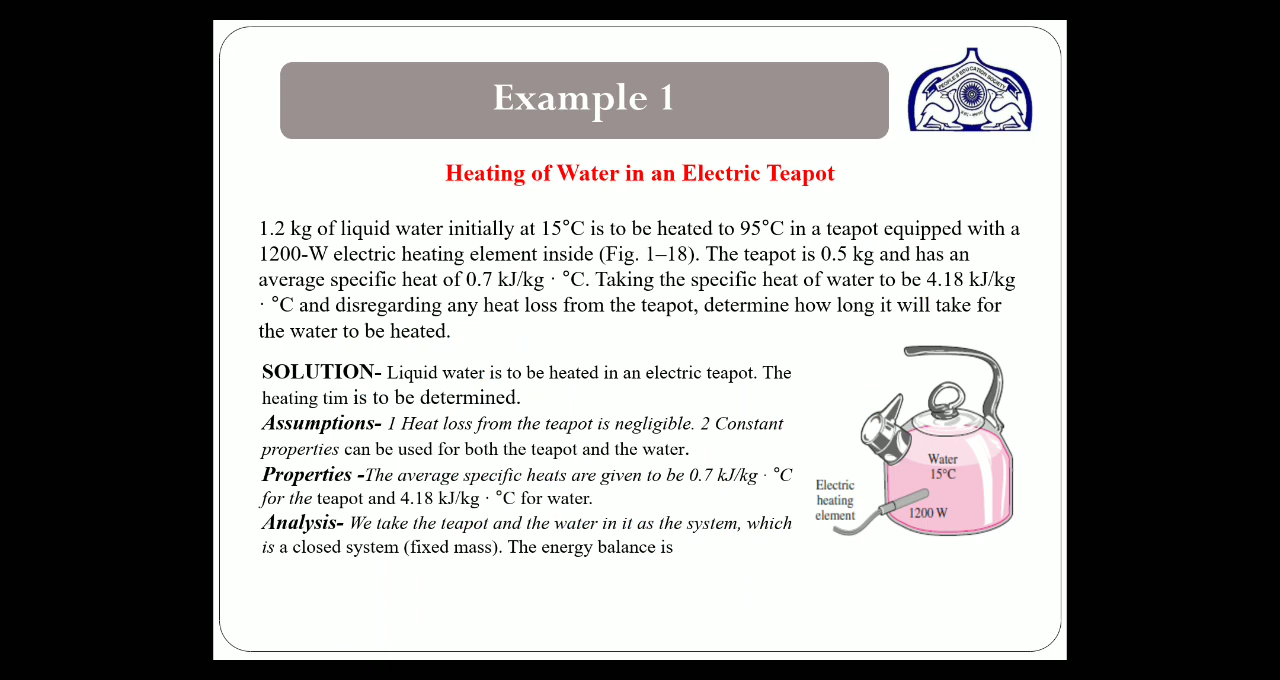 Example 1
PEOPLE'S EDUCATION SOCIETY
Heating of Water in an Electric Teapot
1.2 kg of liquid water initially at 15°C is to be heated to 95°C in a teapot equipped with a
1200-W electric heating element inside (Fig. 1–18). The teapot is 0.5 kg and has an
average specific heat of 0.7 kJ/kg · °C. Taking the specific heat of water to be 4.18 kJ/kg
· °C and disregarding any heat loss from the teapot, determine how long it will take for
the water to be heated.
SOLUTION- Liquid water is to be heated in an electric teapot. The
heating tim is to be determined.
Assumptions- 1 Heat loss from the teapot is negligible. 2 Constant
properties can be used for both the teapot and the water.
Properties -The average specific heats are given to be 0.7 kJ/kg · °C
for the teapot and 4.18 kJ/kg · °C for water.
Analysis- We take the teapot and the water in it as the system, which
is a closed system (fixed mass). The energy balance is
Water
15°C
Electric
heating
element
1200 W